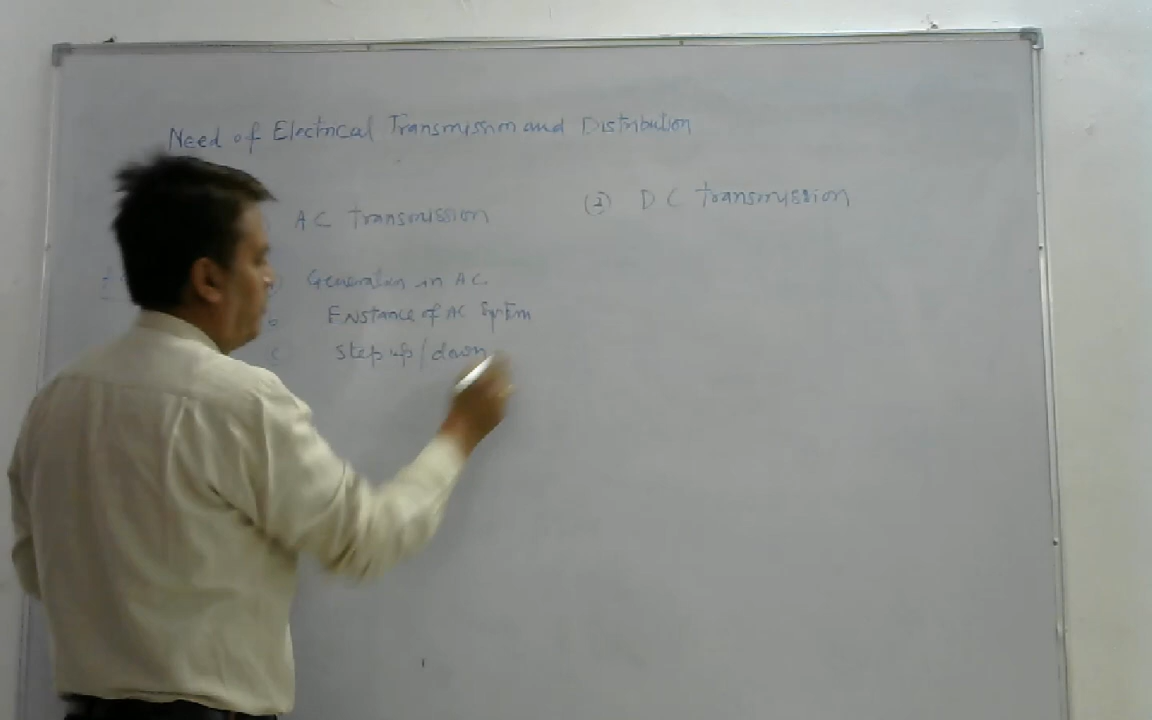 Need of Electrical Transmission and Distribution
AC transmission
(2) DC transmission
Generation in AC.
of AC System
C step up/down